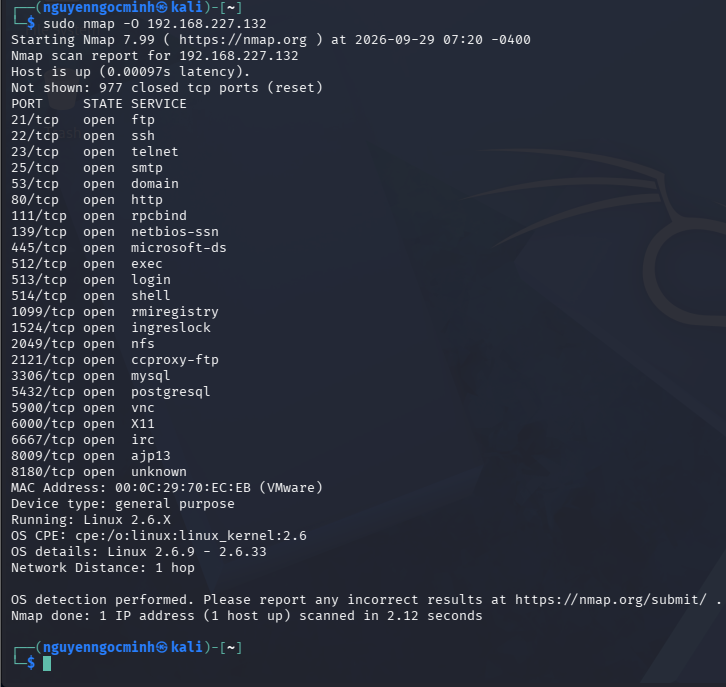 ┌──(nguyenngocminh㉿kali)-[~]
└─$ sudo nmap -O 192.168.227.132
Starting Nmap 7.99 ( https://nmap.org ) at 2026-09-29 07:20 -0400
Nmap scan report for 192.168.227.132
Host is up (0.00097s latency).
Not shown: 977 closed tcp ports (reset)
PORT     STATE SERVICE
21/tcp   open  ftp
22/tcp   open  ssh
23/tcp   open  telnet
25/tcp   open  smtp
53/tcp   open  domain
80/tcp   open  http
111/tcp  open  rpcbind
139/tcp  open  netbios-ssn
445/tcp  open  microsoft-ds
512/tcp  open  exec
513/tcp  open  login
514/tcp  open  shell
1099/tcp open  rmiregistry
1524/tcp open  ingreslock
2049/tcp open  nfs
2121/tcp open  ccproxy-ftp
3306/tcp open  mysql
5432/tcp open  postgresql
5900/tcp open  vnc
6000/tcp open  X11
6667/tcp open  irc
8009/tcp open  ajp13
8180/tcp open  unknown
MAC Address: 00:0C:29:70:EC:EB (VMware)
Device type: general purpose
Running: Linux 2.6.X
OS CPE: cpe:/o:linux:linux_kernel:2.6
OS details: Linux 2.6.9 - 2.6.33
Network Distance: 1 hop

OS detection performed. Please report any incorrect results at https://nmap.org/submit/ .
Nmap done: 1 IP address (1 host up) scanned in 2.12 seconds

┌──(nguyenngocminh㉿kali)-[~]
└─$